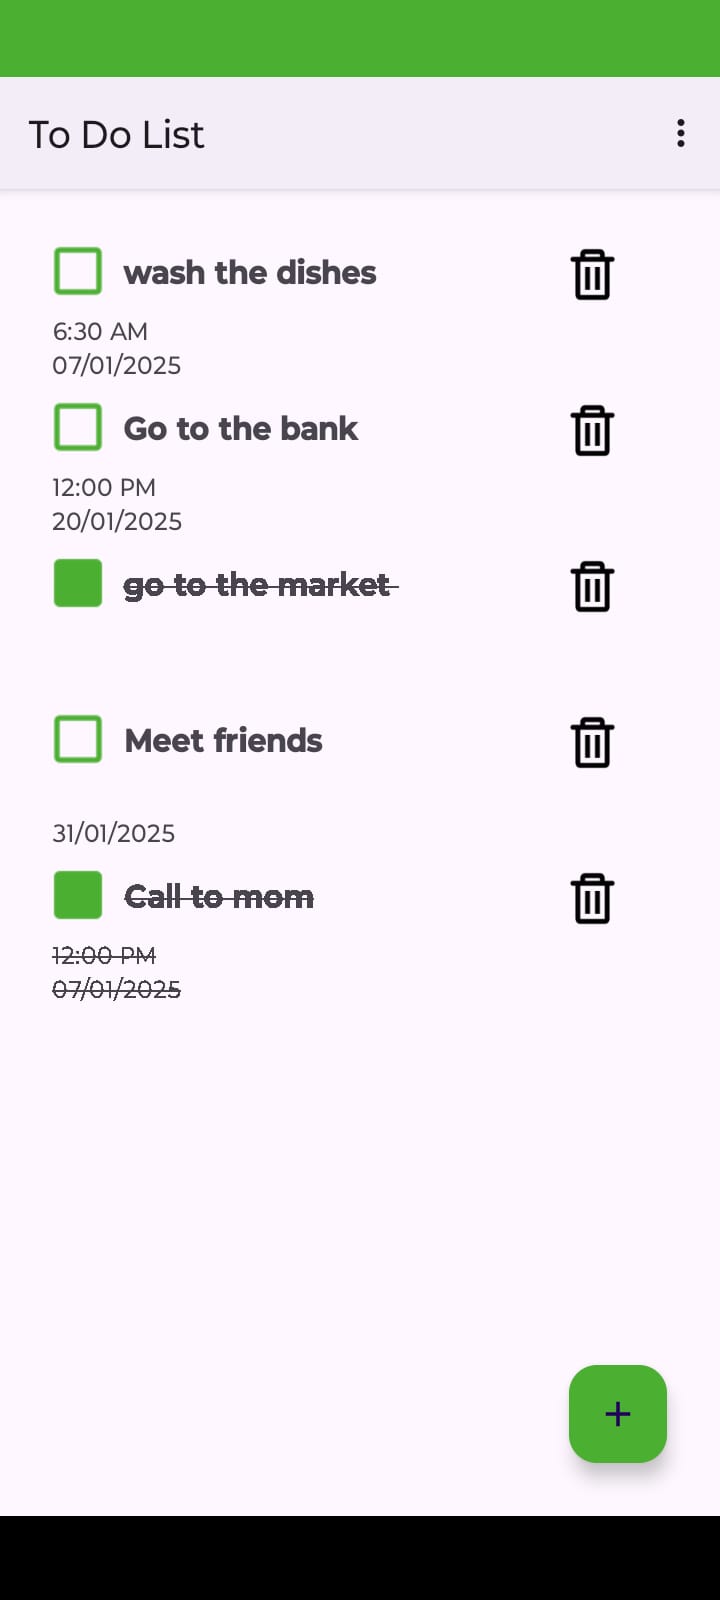 To Do List
wash the dishes
6:30 AM
07/01/2025
Go to the bank
12:00 PM
20/01/2025
go to the market
Meet friends
31/01/2025
Call to mom
12:00 PM
07/01/2025
+